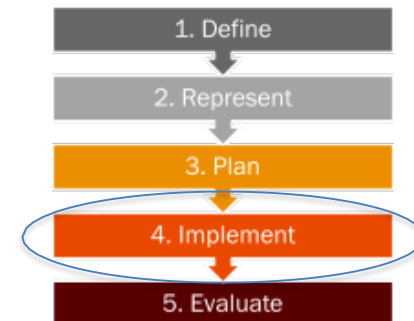 1. Define
2. Represent
3. Plan
4. Implement
5. Evaluate